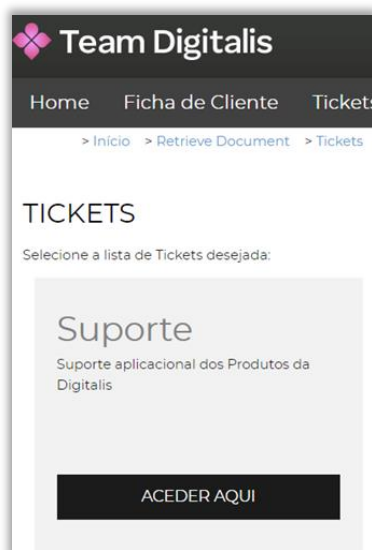 Team Digitalis
Home Ficha de Cliente Tickets
> Início > Retrieve Document > Tickets
TICKETS
Selecione a lista de Tickets desejada:
Suporte
Suporte aplicacional dos Produtos da
Digitalis
ACEDER AQUI